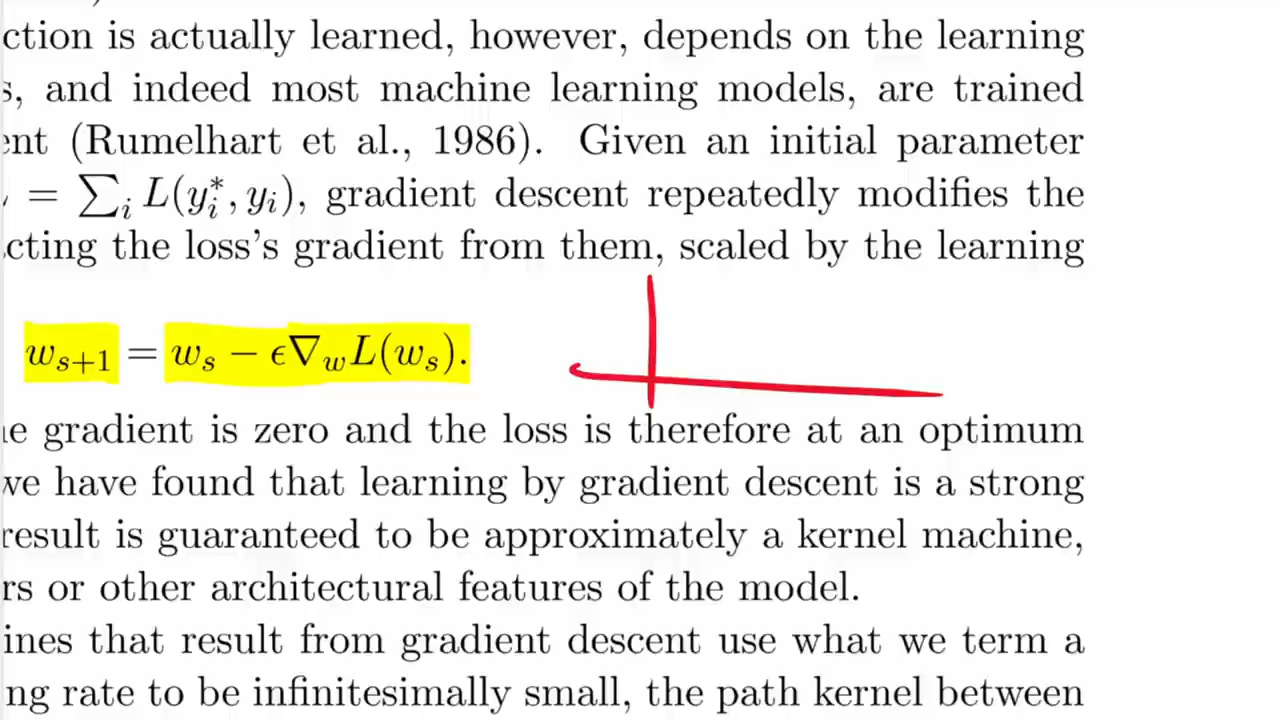 ction is actually learned, however, depends on the learning
s, and indeed most machine learning models, are trained
ent (Rumelhart et al., 1986). Given an initial parameter
= ∑_i L(y_i^*, y_i), gradient descent repeatedly modifies the
cting the loss's gradient from them, scaled by the learning
w_{s+1} = w_s − ϵ∇_w L(w_s).
e gradient is zero and the loss is therefore at an optimum
we have found that learning by gradient descent is a strong
result is guaranteed to be approximately a kernel machine,
rs or other architectural features of the model.
ines that result from gradient descent use what we term a
ng rate to be infinitesimally small, the path kernel between